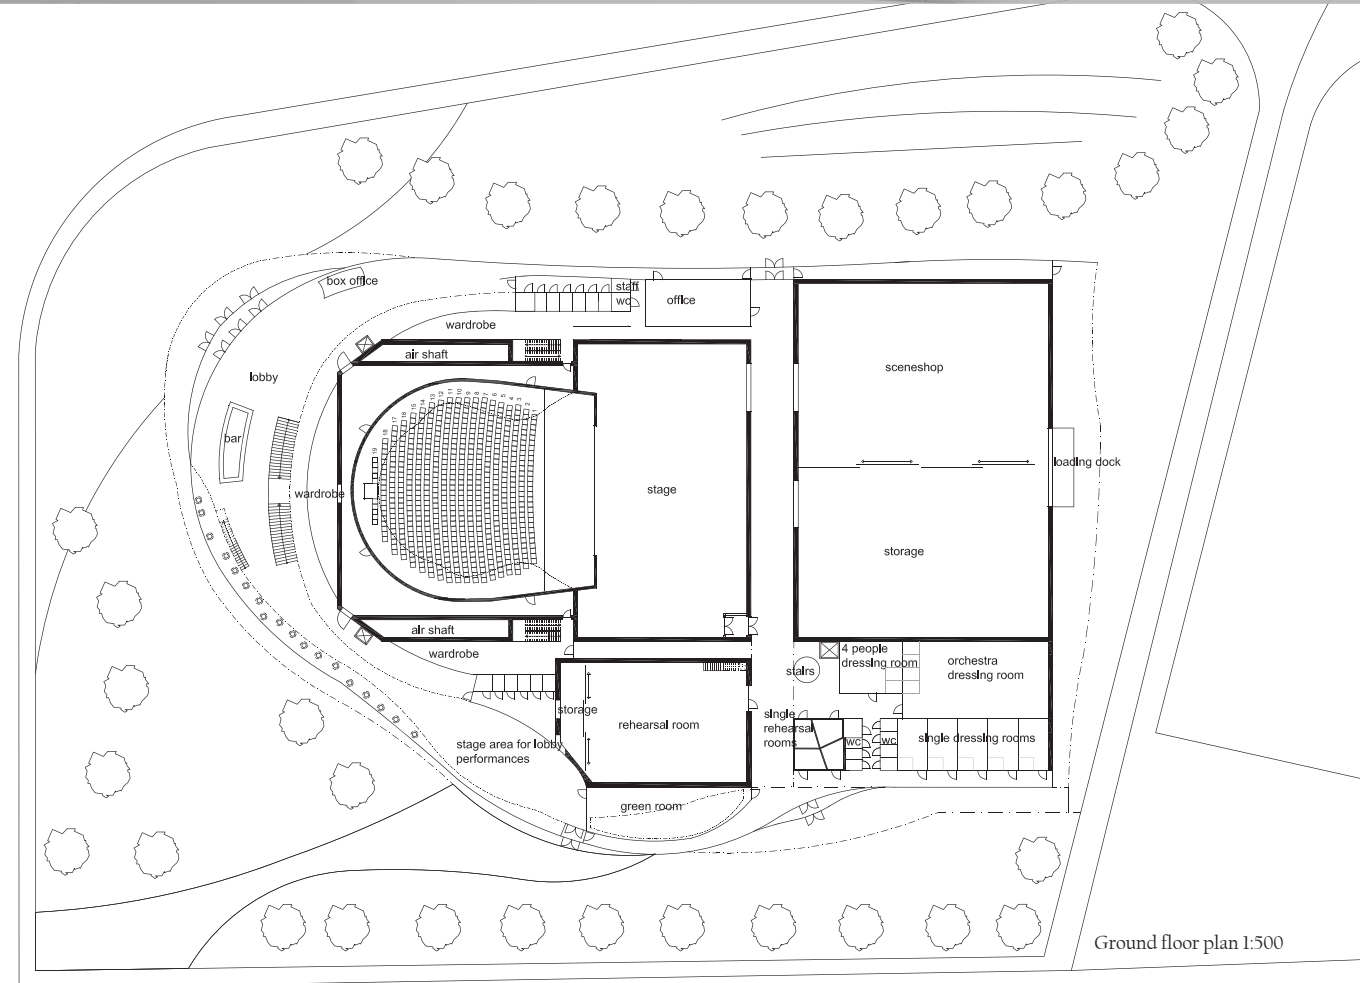 box office
staff
wc
office
wardrobe
air shaft
sceneshop
lobby
bar
wardrobe
stage
loading dock
storage
air shaft
wardrobe
4 people
dressing room
orchestra
dressing room
stairs
storage
rehearsal room
single
rehearsal
rooms
wc
wc
single dressing rooms
stage area for lobby
performances
green room
Ground floor plan 1:500